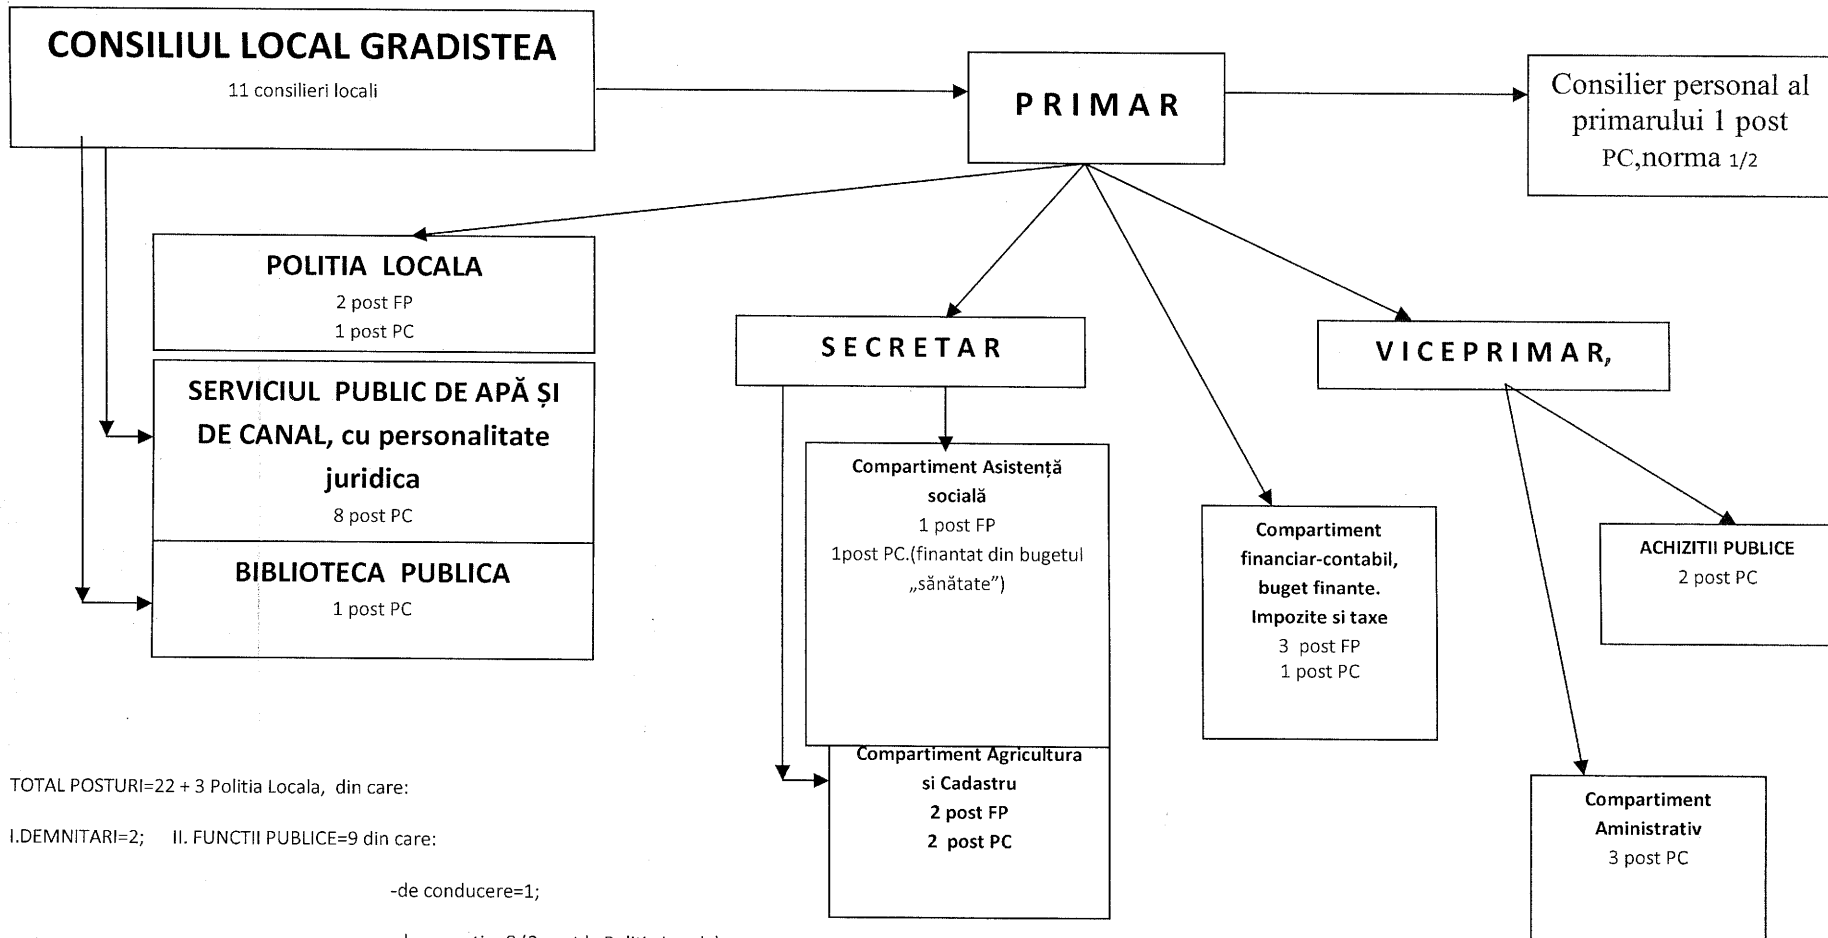 CONSILIUL LOCAL GRADISTEA
11 consilieri locali
P R I M A R
Consilier personal al
primarului 1 post
PC,norma 1/2
POLITIA LOCALA
2 post FP
1 post PC
SERVICIUL PUBLIC DE APĂ ȘI
DE CANAL, cu personalitate
juridica
8 post PC
BIBLIOTECA PUBLICA
1 post PC
S E C R E T A R
V I C E P R I M A R,
Compartiment Asistență
socială
1 post FP
1post PC.(finantat din bugetul
„sănătate”)
Compartiment Agricultura
si Cadastru
2 post FP
2 post PC
Compartiment
financiar-contabil,
buget finante.
Impozite si taxe
3 post FP
1 post PC
ACHIZITII PUBLICE
2 post PC
Compartiment
Aministrativ
3 post PC
TOTAL POSTURI=22 + 3 Politia Locala, din care:
I.DEMNITARI=2; II. FUNCTII PUBLICE=9 din care:
-de conducere=1;